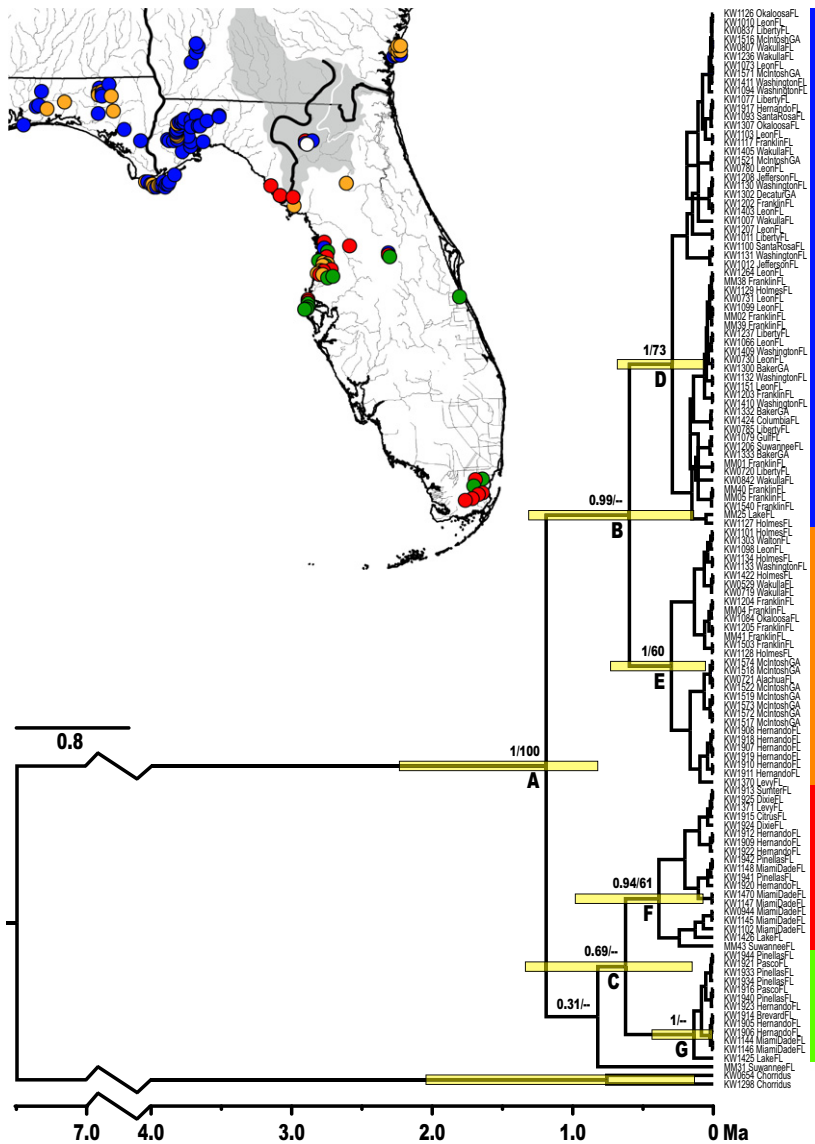 KW1126 OkaloosaFL
KW1010 LeonFL
KW0837 LibertyFL
KW1516 McIntoshGA
KW0807 WakullaFL
KW1236 WakullaFL
KW1073 LeonFL
KW1571 McIntoshGA
KW1411 WashingtonFL
KW1094 WashingtonFL
KW1077 LibertyFL
KW1917 HernandoFL
KW1093 SantaRosaFL
KW1307 OkaloosaFL
KW1103 LeonFL
KW1117 FranklinFL
KW1405 WakullaFL
KW1521 McIntoshGA
KW0780 LeonFL
KW1208 JeffersonFL
KW1130 WashingtonFL
KW1302 DecaturGA
KW1202 FranklinFL
KW1403 LeonFL
KW1007 WakullaFL
KW1207 LeonFL
KW1011 LibertyFL
KW1100 SantaRosaFL
KW1131 WashingtonFL
KW1012 JeffersonFL
KW1264 LeonFL
MM38 FranklinFL
KW1129 HolmesFL
KW0731 LeonFL
KW1099 LeonFL
MM02 FranklinFL
MM39 FranklinFL
KW1237 LibertyFL
KW1066 LeonFL
KW1409 WashingtonFL
KW0730 LeonFL
KW1300 BakerGA
KW1132 WashingtonFL
KW1151 LeonFL
KW1203 FranklinFL
KW1410 WashingtonFL
KW1332 BakerGA
KW1424 ColumbiaFL
KW0785 LibertyFL
KW1079 GulfFL
KW1206 SuwanneeFL
KW1333 BakerGA
MM01 FranklinFL
KW0720 LibertyFL
KW0842 WakullaFL
MM40 FranklinFL
MM05 FranklinFL
KW1540 FranklinFL
MM25 LakeFL
KW1127 HolmesFL
KW1101 HolmesFL
KW1303 WaltonFL
KW1098 LeonFL
KW1134 HolmesFL
KW1133 WashingtonFL
KW1422 HolmesFL
KW0529 WakullaFL
KW0719 WakullaFL
KW1204 FranklinFL
MM04 FranklinFL
KW1084 OkaloosaFL
KW1205 FranklinFL
MM41 FranklinFL
KW1503 FranklinFL
KW1128 HolmesFL
KW1574 McIntoshGA
KW1518 McIntoshGA
KW0721 AlachuaFL
KW1522 McIntoshGA
KW1519 McIntoshGA
KW1573 McIntoshGA
KW1572 McIntoshGA
KW1517 McIntoshGA
KW1908 HernandoFL
KW1918 HernandoFL
KW1907 HernandoFL
KW1919 HernandoFL
KW1910 HernandoFL
KW1911 HernandoFL
KW1370 LevyFL
KW1913 SumterFL
KW1925 DixieFL
KW1371 LevyFL
KW1915 CitrusFL
KW1924 DixieFL
KW1912 HernandoFL
KW1909 HernandoFL
KW1922 HernandoFL
KW1942 PinellasFL
KW1148 MiamiDadeFL
KW1941 PinellasFL
KW1920 HernandoFL
KW1470 MiamiDadeFL
KW1147 MiamiDadeFL
KW0944 MiamiDadeFL
KW1145 MiamiDadeFL
KW1102 MiamiDadeFL
KW1426 LakeFL
MM43 SuwanneeFL
KW1944 PinellasFL
KW1921 PascoFL
KW1933 PinellasFL
KW1934 PinellasFL
KW1916 PascoFL
KW1940 PinellasFL
KW1923 HernandoFL
KW1914 BrevardFL
KW1905 HernandoFL
KW1906 HernandoFL
KW1144 MiamiDadeFL
KW1146 MiamiDadeFL
KW1425 LakeFL
MM31 SuwanneeFL
KW0654 Chorridus
KW1298 Chorridus
1/73
D
0.99/--
B
1/60
E
0.8
1/100
A
0.94/61
F
0.69/--
C
0.31/--
1/--
G
7.0 4.0 3.0 2.0 1.0 0 Ma